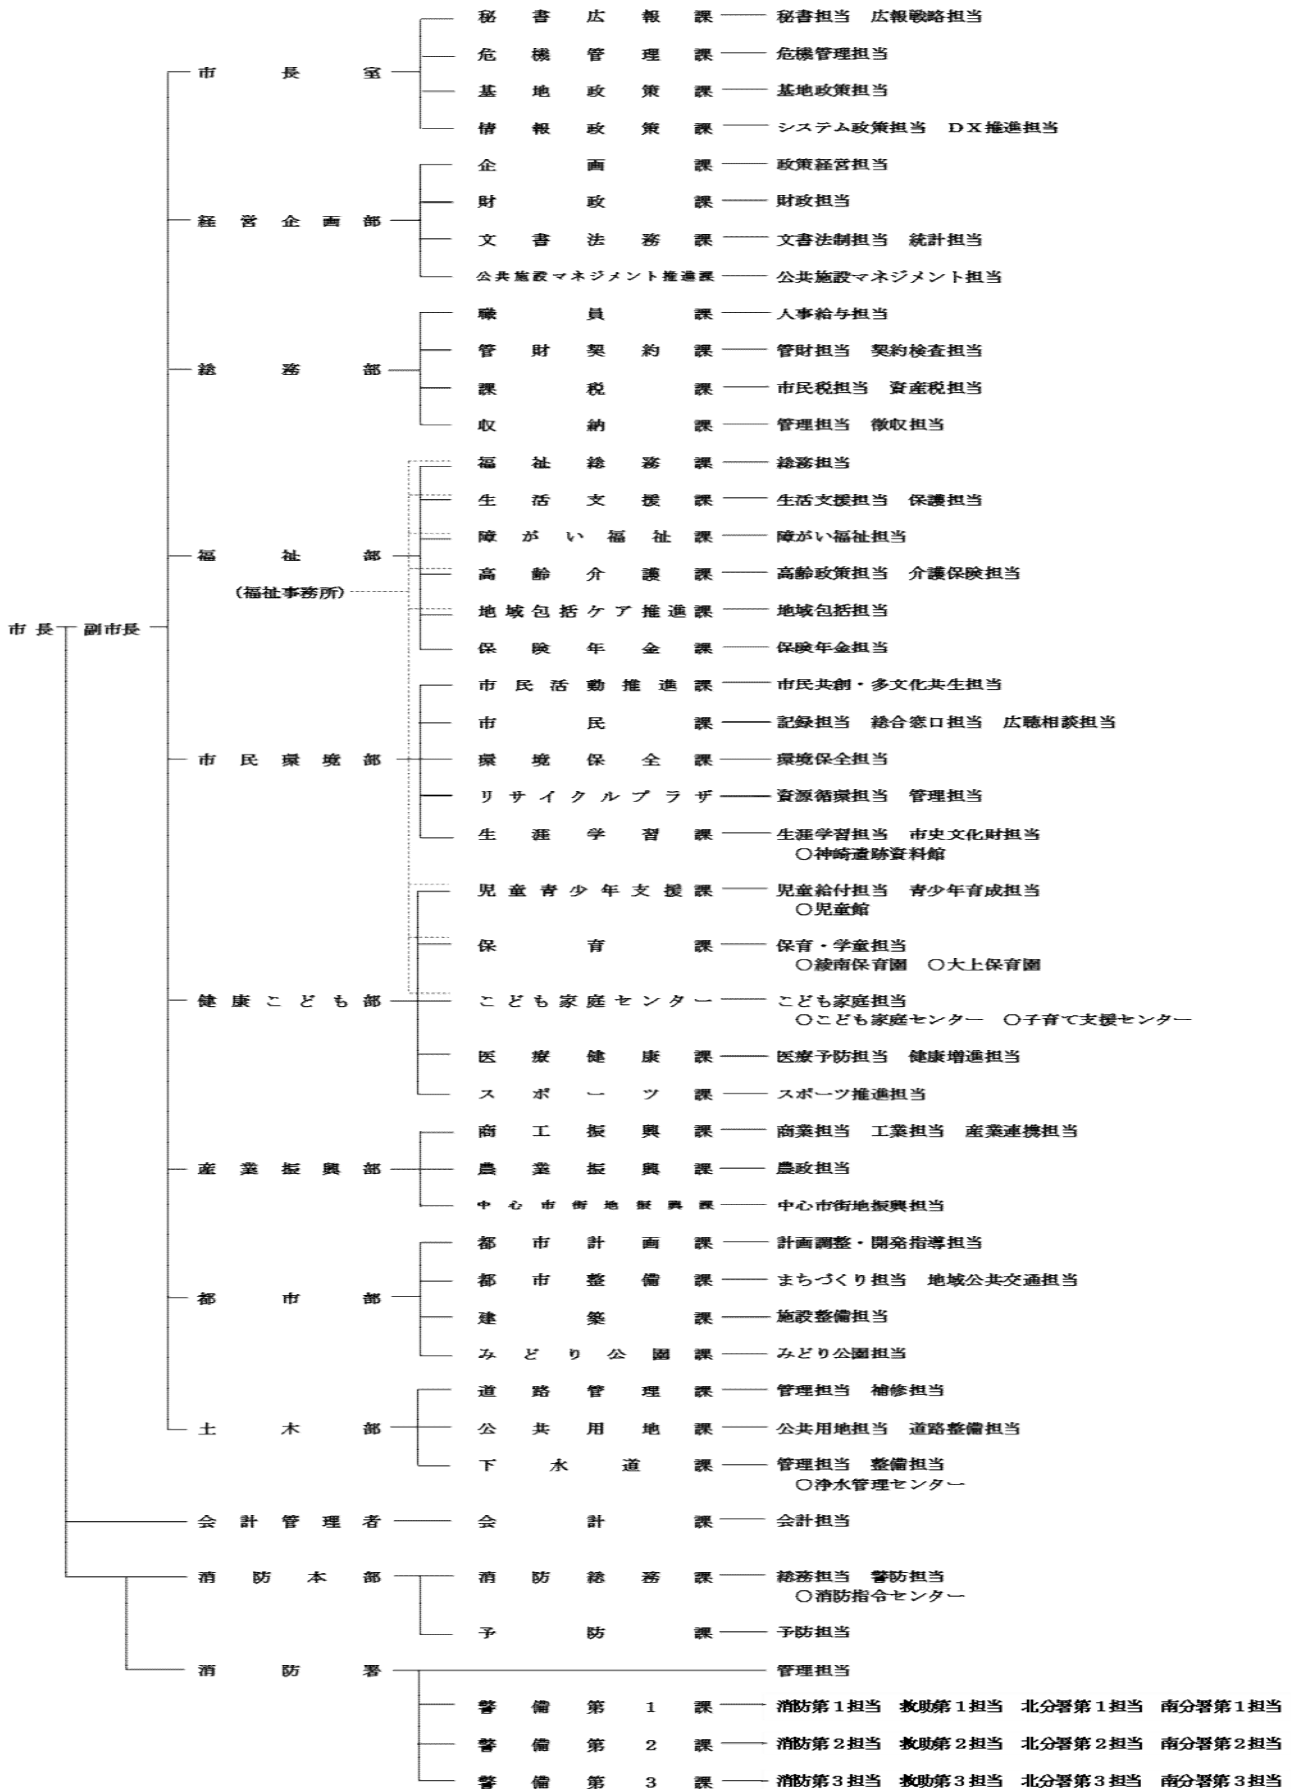 秘書広報課 秘書担当 広報戦略担当
危機管理課 危機管理担当
市長室
基地政策課 基地政策担当
情報政策課 システム政策担当 DX推進担当
企画課 政策経営担当
財政課 財政担当
経営企画部
文書法務課 文書法制担当 統計担当
公共施設マネジメント推進課 公共施設マネジメント担当
職員課 人事給与担当
管財契約課 管財担当 契約検査担当
総務部
課税課 市民税担当 資産税担当
収納課 管理担当 徴収担当
福祉総務課 総務担当
生活支援課 生活支援担当 保護担当
障がい福祉課 障がい福祉担当
福祉部
高齢介護課 高齢政策担当 介護保険担当
(福祉事務所)
地域包括ケア推進課 地域包括担当
市長 副市長
保険年金課 保険年金担当
市民活動推進課 市民共創・多文化共生担当
市民課 記録担当 総合窓口担当 広聴相談担当
市民環境部 環境保全課 環境保全担当
リサイクルプラザ 資源循環担当 管理担当
生涯学習課 生涯学習担当 市史文化財担当
○神崎遺跡資料館
児童青少年支援課 児童給付担当 青少年育成担当
○児童館
保育課 保育・学童担当
○綾南保育園 ○大上保育園
健康こども部 こども家庭センター こども家庭担当
○こども家庭センター ○子育て支援センター
医療健康課 医療予防担当 健康増進担当
スポーツ課 スポーツ推進担当
商工振興課 商業担当 工業担当 産業連携担当
産業振興部 農業振興課 農政担当
中心市街地振興課 中心市街地振興担当
都市計画課 計画調整・開発指導担当
都市整備課 まちづくり担当 地域公共交通担当
都市部
建築課 施設整備担当
みどり公園課 みどり公園担当
道路管理課 管理担当 補修担当
土木部 公共用地課 公共用地担当 道路整備担当
下水道課 管理担当 整備担当
○浄水管理センター
会計管理者 会計課 会計担当
消防本部 消防総務課 総務担当 警防担当
○消防指令センター
予防課 予防担当
消防署 管理担当
警備第1課 消防第1担当 救助第1担当 北分署第1担当 南分署第1担当
警備第2課 消防第2担当 救助第2担当 北分署第2担当 南分署第2担当
警備第3課 消防第3担当 救助第3担当 北分署第3担当 南分署第3担当